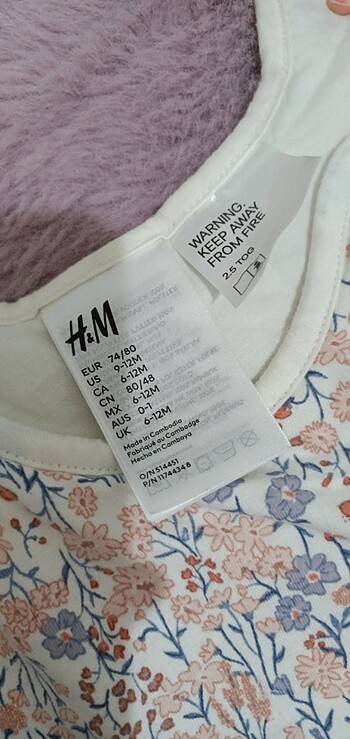 WARNING.
KEEP AWAY
FROM FIRE
2.5 TOG
H&M
EUR 74/80
US 9-12M
CA 6-12M
CN 80/48
MX 6-12M
AUS 0-1
UK 6-12M
Made in Cambodia
Fabriqué au Cambodge
Hecho en Camboya
O/N 514451
P/N 1174434 8